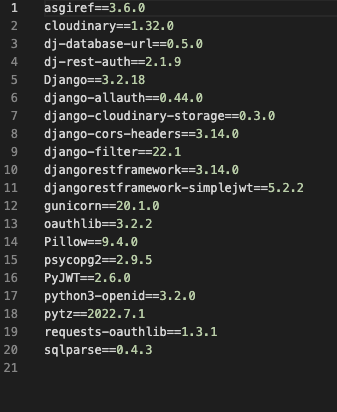 1 asgiref==3.6.0
2 cloudinary==1.32.0
3 dj-database-url==0.5.0
4 dj-rest-auth==2.1.9
5 Django==3.2.18
6 django-allauth==0.44.0
7 django-cloudinary-storage==0.3.0
8 django-cors-headers==3.14.0
9 django-filter==22.1
10 djangorestframework==3.14.0
11 djangorestframework-simplejwt==5.2.2
12 gunicorn==20.1.0
13 oauthlib==3.2.2
14 Pillow==9.4.0
15 psycopg2==2.9.5
16 PyJWT==2.6.0
17 python3-openid==3.2.0
18 pytz==2022.7.1
19 requests-oauthlib==1.3.1
20 sqlparse==0.4.3
21